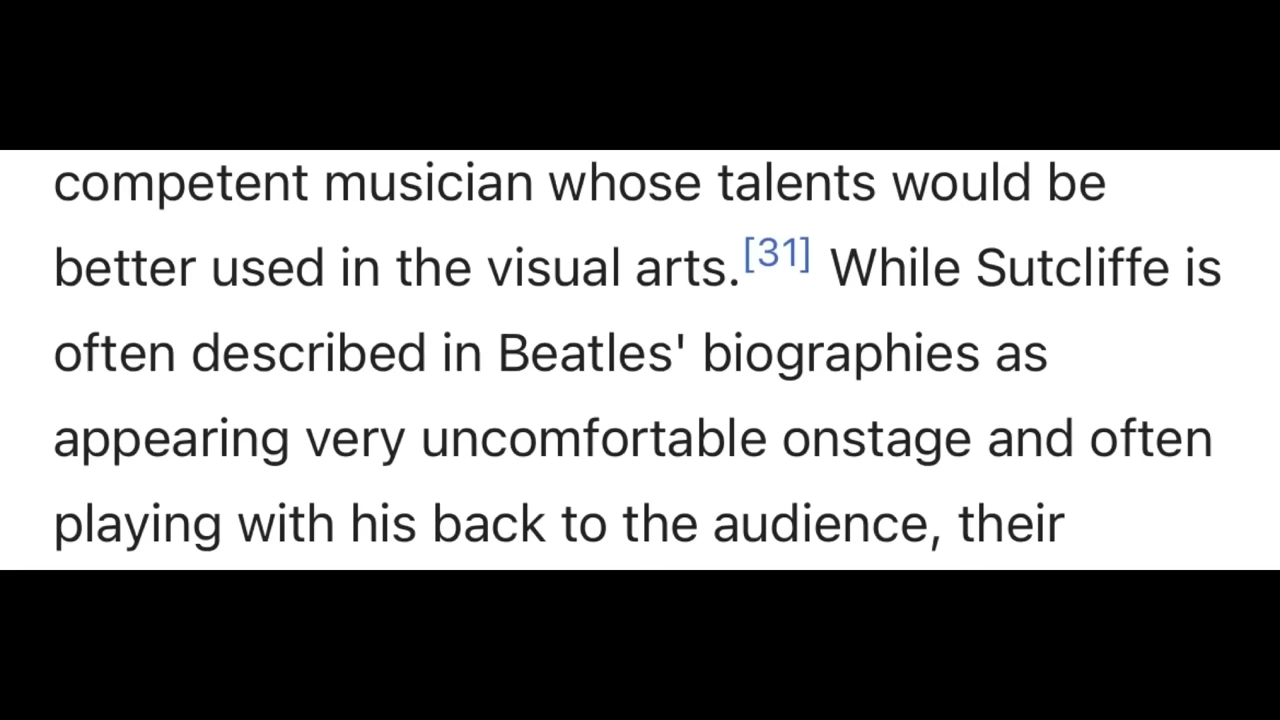 competent musician whose talents would be
better used in the visual arts.[31] While Sutcliffe is
often described in Beatles' biographies as
appearing very uncomfortable onstage and often
playing with his back to the audience, their